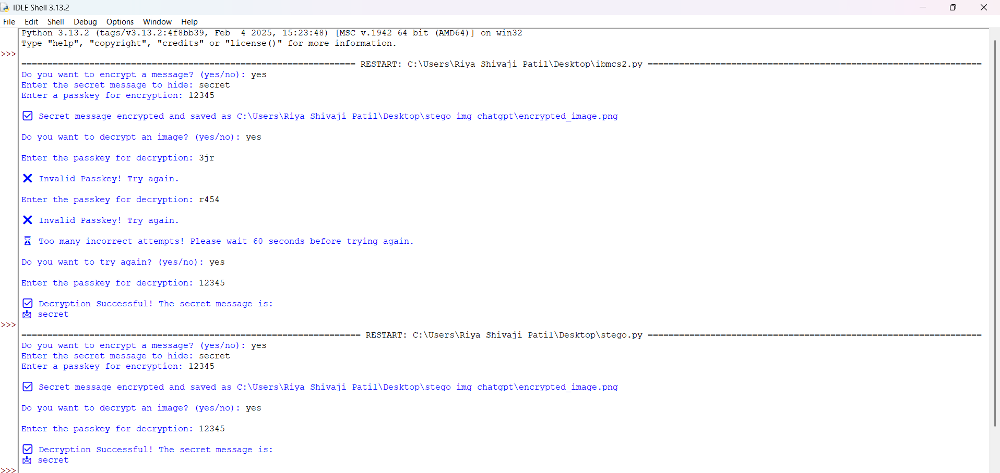 IDLE Shell 3.13.2
File Edit Shell Debug Options Window Help
Python 3.13.2 (tags/v3.13.2:4f8bb39, Feb  4 2025, 15:23:48) [MSC v.1942 64 bit (AMD64)] on win32
Type "help", "copyright", "credits" or "license()" for more information.
>>>
================================================================ RESTART: C:\Users\Riya Shivaji Patil\Desktop\ibmcs2.py ================================================================
Do you want to encrypt a message? (yes/no): yes
Enter the secret message to hide: secret
Enter a passkey for encryption: 12345
✅ Secret message encrypted and saved as C:\Users\Riya Shivaji Patil\Desktop\stego img chatgpt\encrypted_image.png
Do you want to decrypt an image? (yes/no): yes
Enter the passkey for decryption: 3jr
❌ Invalid Passkey! Try again.
Enter the passkey for decryption: r454
❌ Invalid Passkey! Try again.
⏳ Too many incorrect attempts! Please wait 60 seconds before trying again.
Do you want to try again? (yes/no): yes
Enter the passkey for decryption: 12345
✅ Decryption Successful! The secret message is:
📩 secret
>>>
================================================================= RESTART: C:\Users\Riya Shivaji Patil\Desktop\stego.py ================================================================
Do you want to encrypt a message? (yes/no): yes
Enter the secret message to hide: secret
Enter a passkey for encryption: 12345
✅ Secret message encrypted and saved as C:\Users\Riya Shivaji Patil\Desktop\stego img chatgpt\encrypted_image.png
Do you want to decrypt an image? (yes/no): yes
Enter the passkey for decryption: 12345
✅ Decryption Successful! The secret message is:
📩 secret
>>>